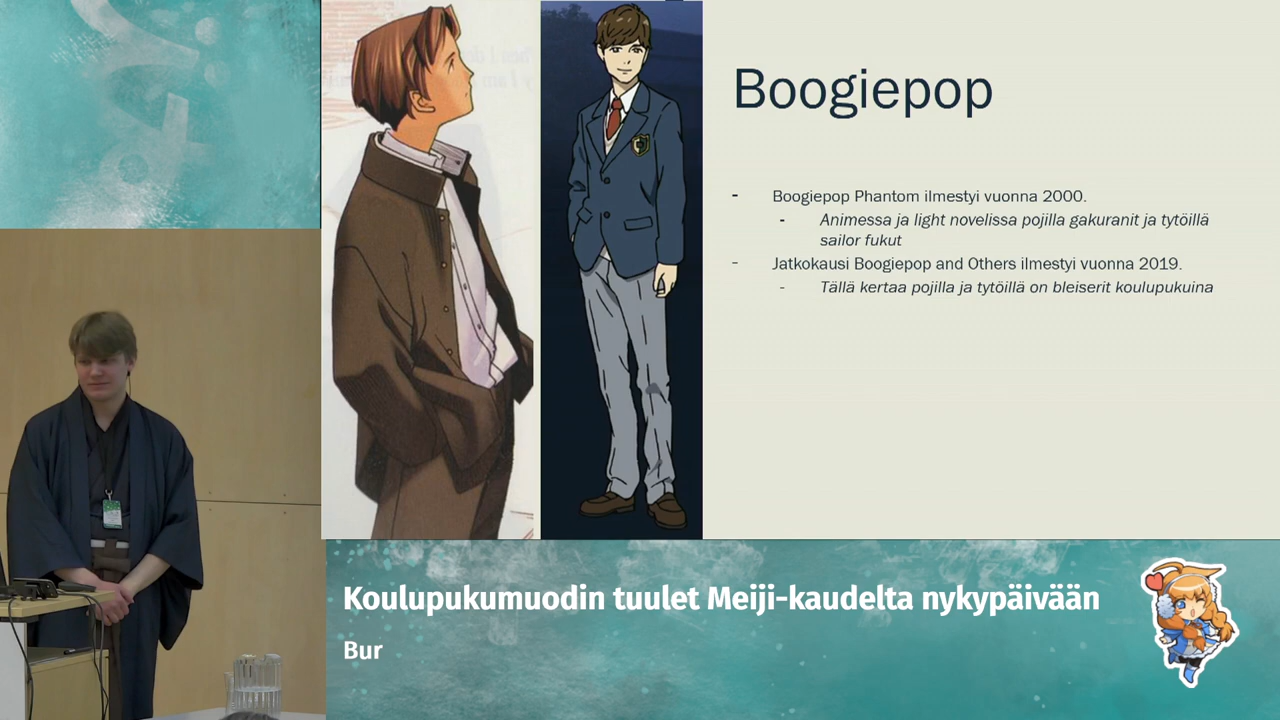 Boogiepop
- Boogiepop Phantom ilmestyi vuonna 2000.
- Animessa ja light novelissa pojilla gakuranit ja tytöillä
sailor fukut
- Jatkokausi Boogiepop and Others ilmestyi vuonna 2019.
- Tällä kertaa pojilla ja tytöillä on bleiserit koulupukuina
Koulupukumuodin tuulet Meiji-kaudelta nykypäivään
Bur